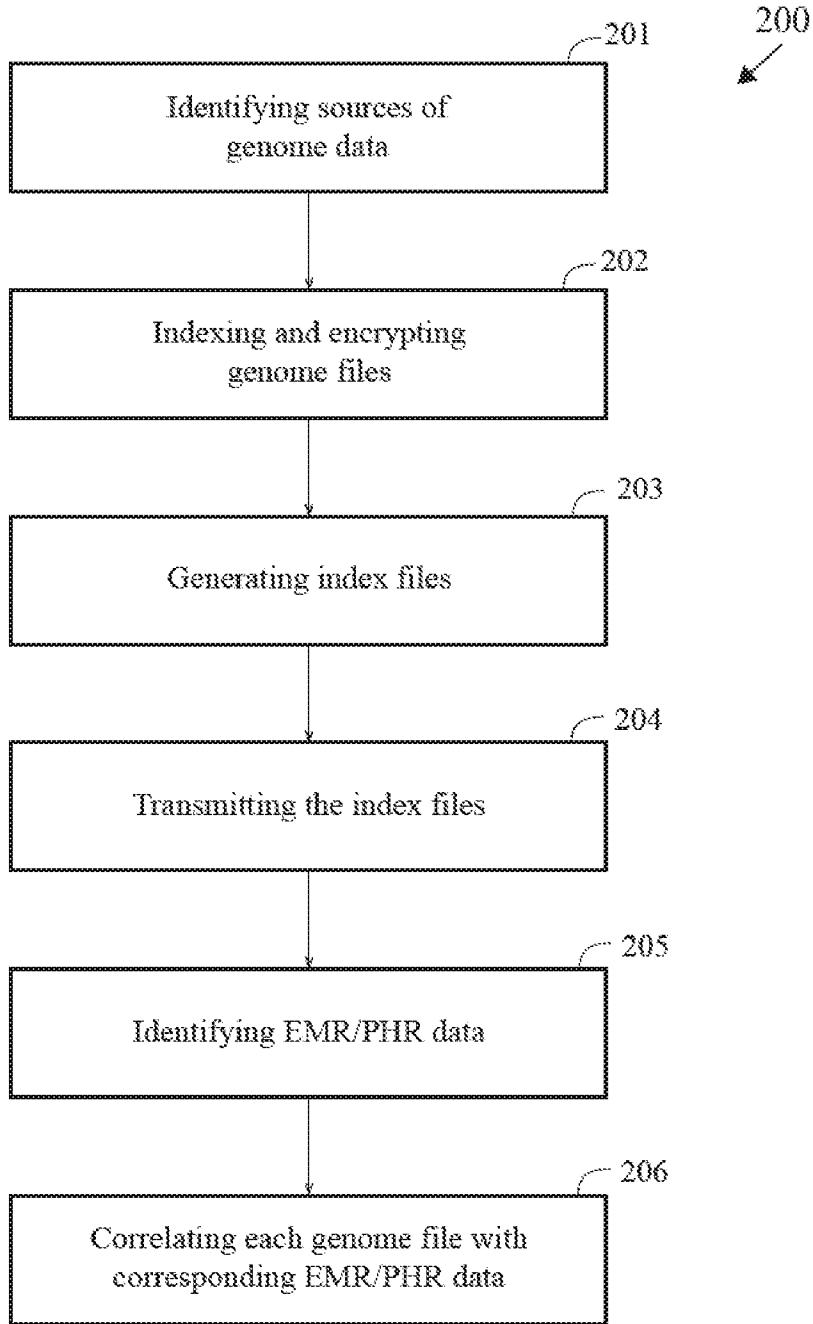 200
201
Identifying sources of
genome data
202
Indexing and encrypting
genome files
203
Generating index files
204
Transmitting the index files
205
Identifying EMR/PHR data
206
Correlating each genome file with
corresponding EMR/PHR data